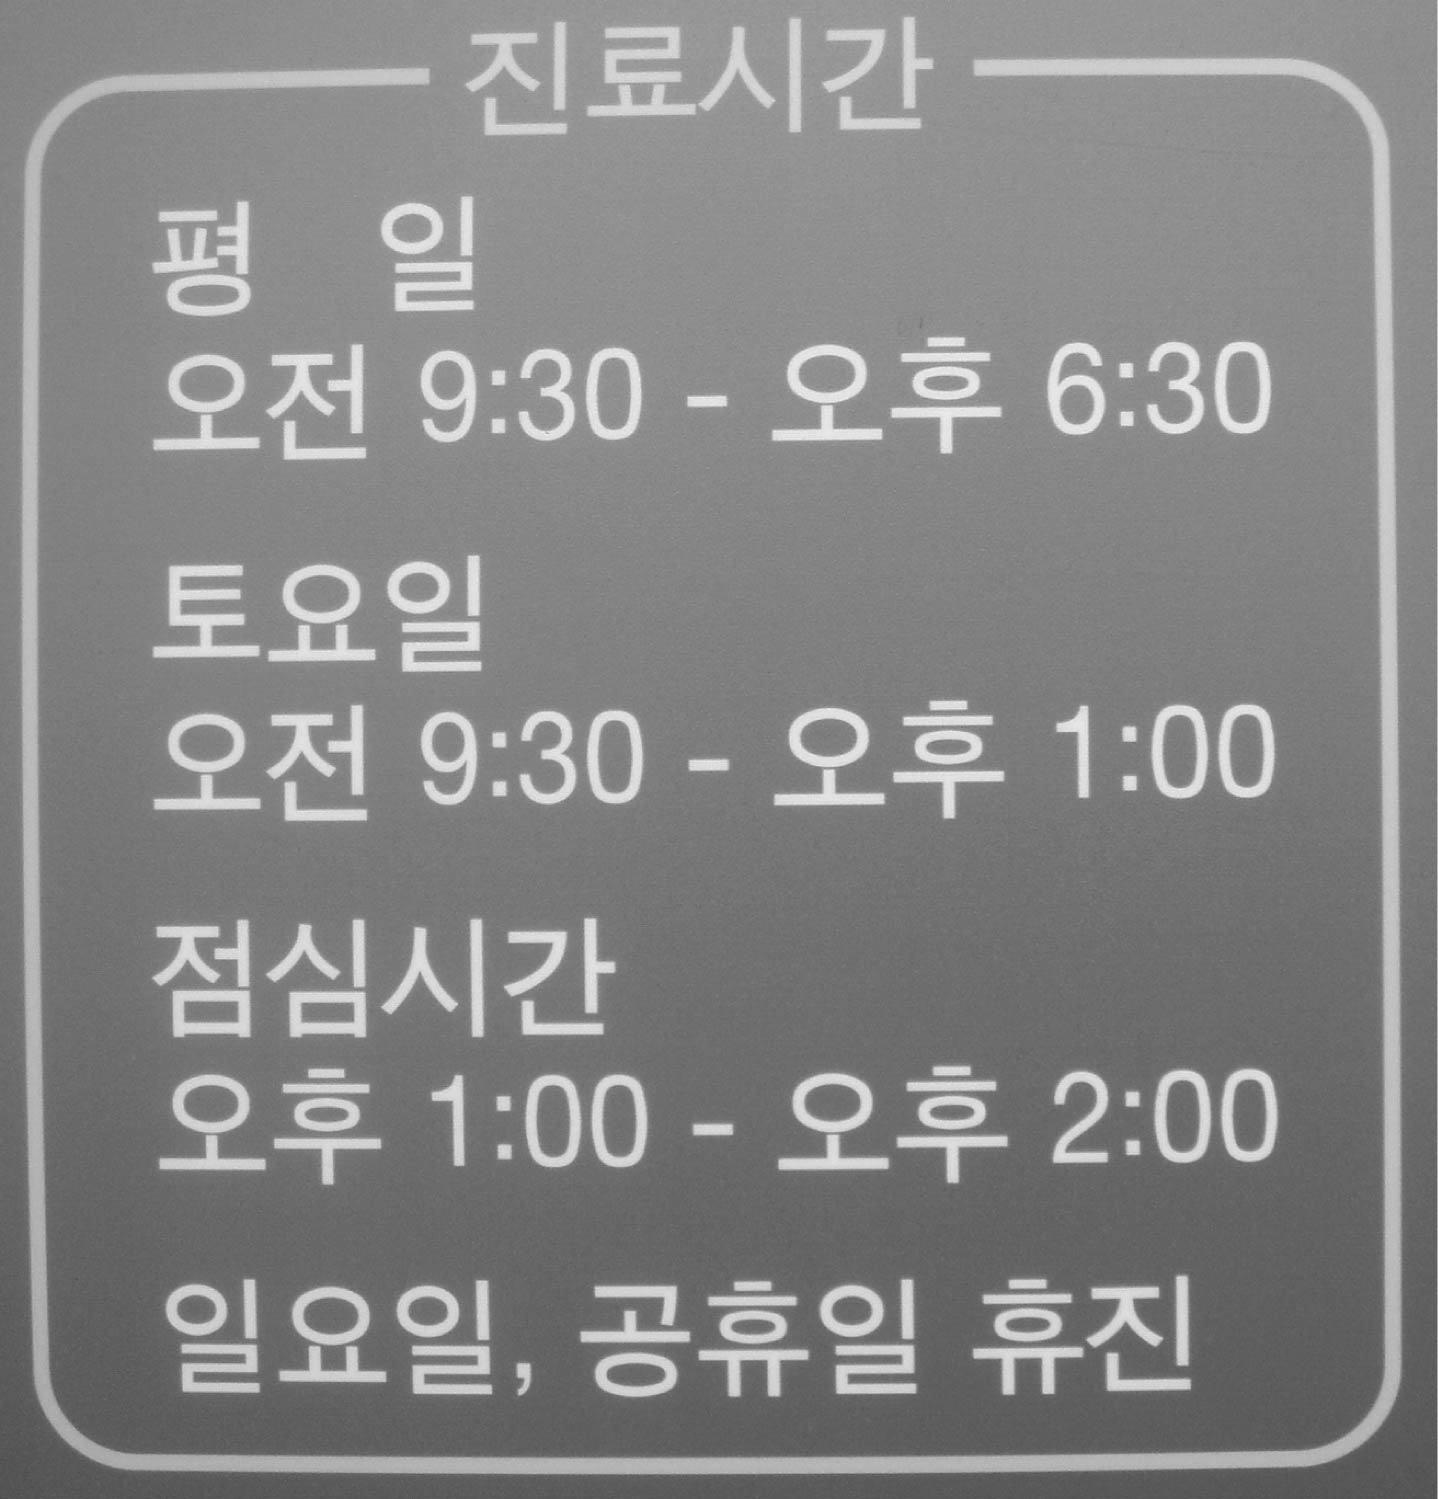 진료시간
평 일
오전 9:30 - 오후 6:30
토요일
오전 9:30 - 오후 1:00
점심시간
오후 1:00 - 오후 2:00
일요일, 공휴일 휴진